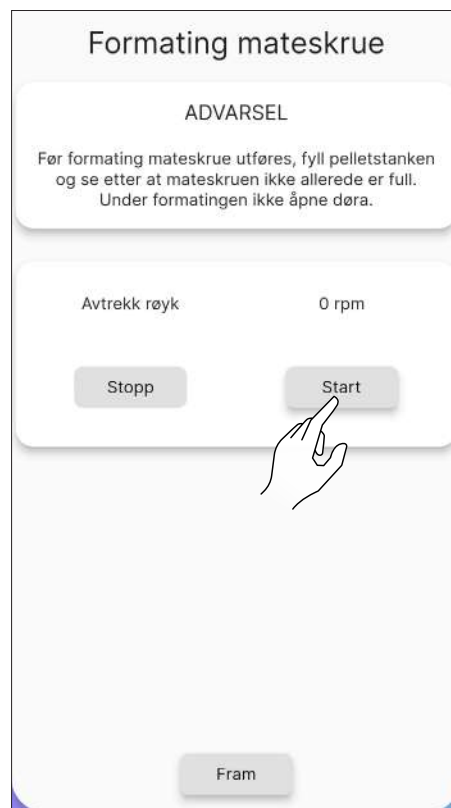 Formating mateskrue
ADVARSEL
Før formating mateskrue utføres, fyll pelletstanken
og se etter at mateskruen ikke allerede er full.
Under formatingen ikke åpne døra.
Avtrekk røyk 0 rpm
Stopp Start
Fram